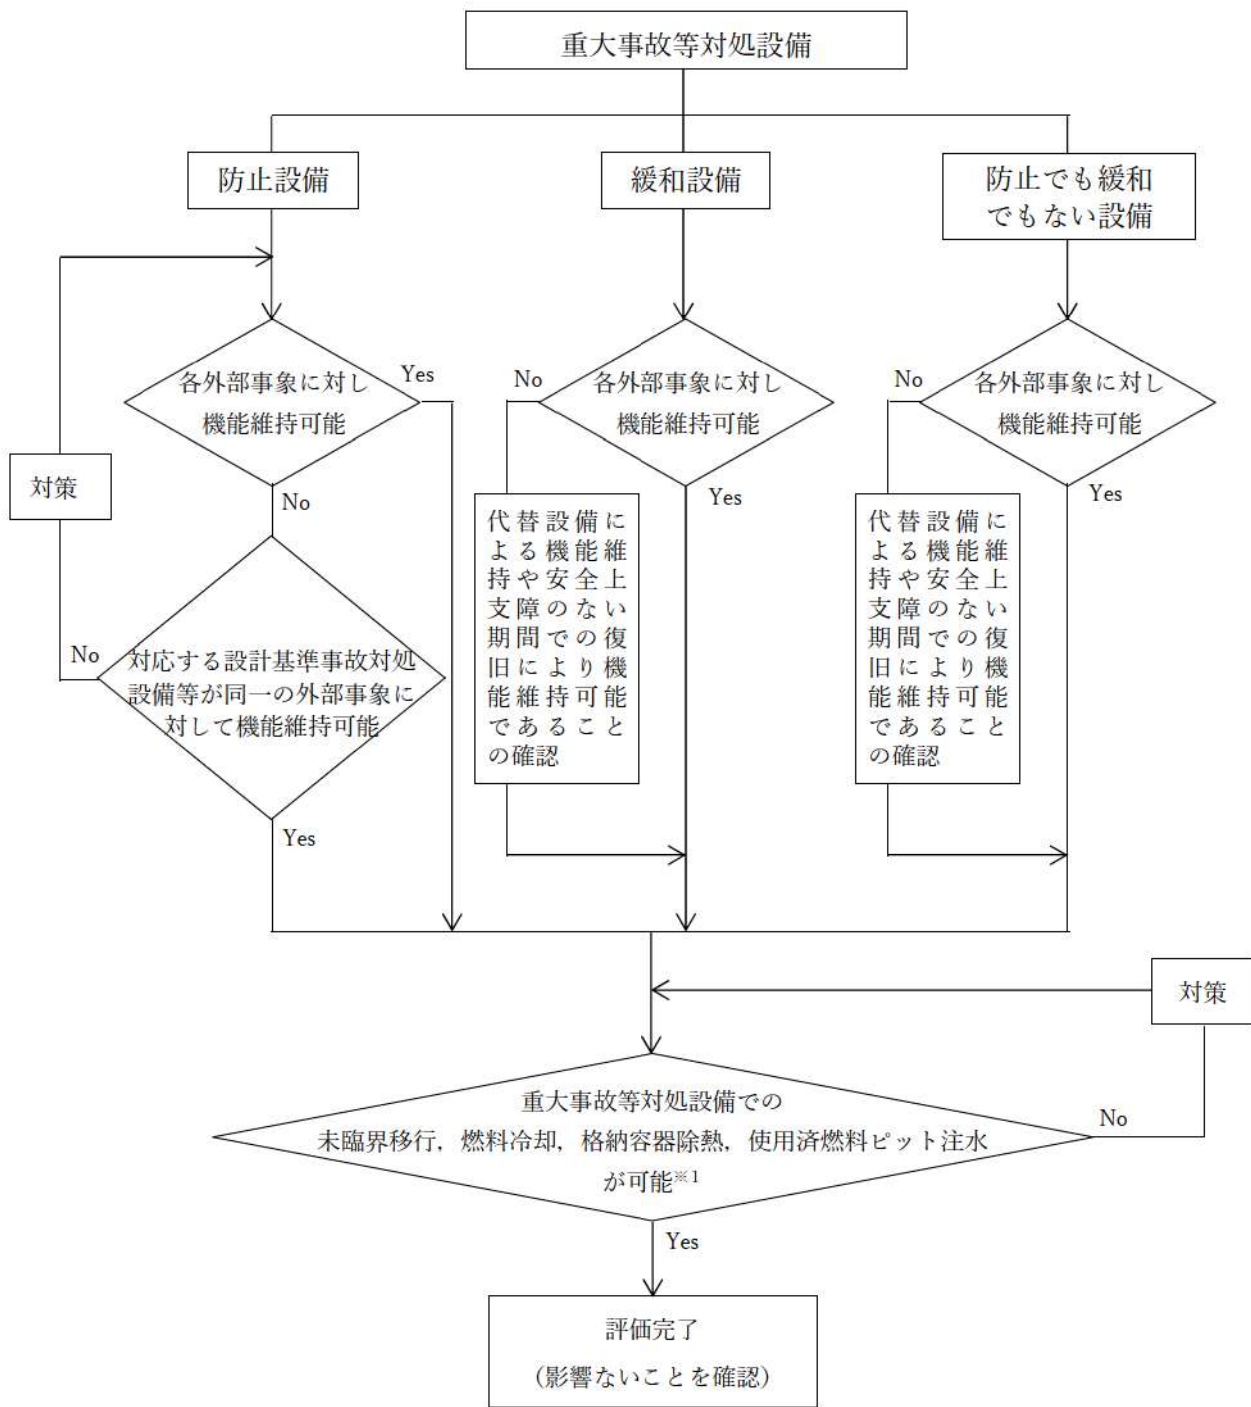 重大事故等対処設備
防止設備
緩和設備
防止でも緩和
でもない設備
各外部事象に対し
機能維持可能
Yes
No
対策
対応する設計基準事故対処
設備等が同一の外部事象に
対して機能維持可能
No
Yes
各外部事象に対し
機能維持可能
No
Yes
代替設備に
よる機能維
持や安全上
支障のない
期間での復
旧により機
能維持可能
であること
の確認
各外部事象に対し
機能維持可能
No
Yes
代替設備に
よる機能維
持や安全上
支障のない
期間での復
旧により機
能維持可能
であること
の確認
対策
重大事故等対処設備での
未臨界移行，燃料冷却，格納容器除熱，使用済燃料ピット注水
が可能※1
No
Yes
評価完了
（影響ないことを確認）